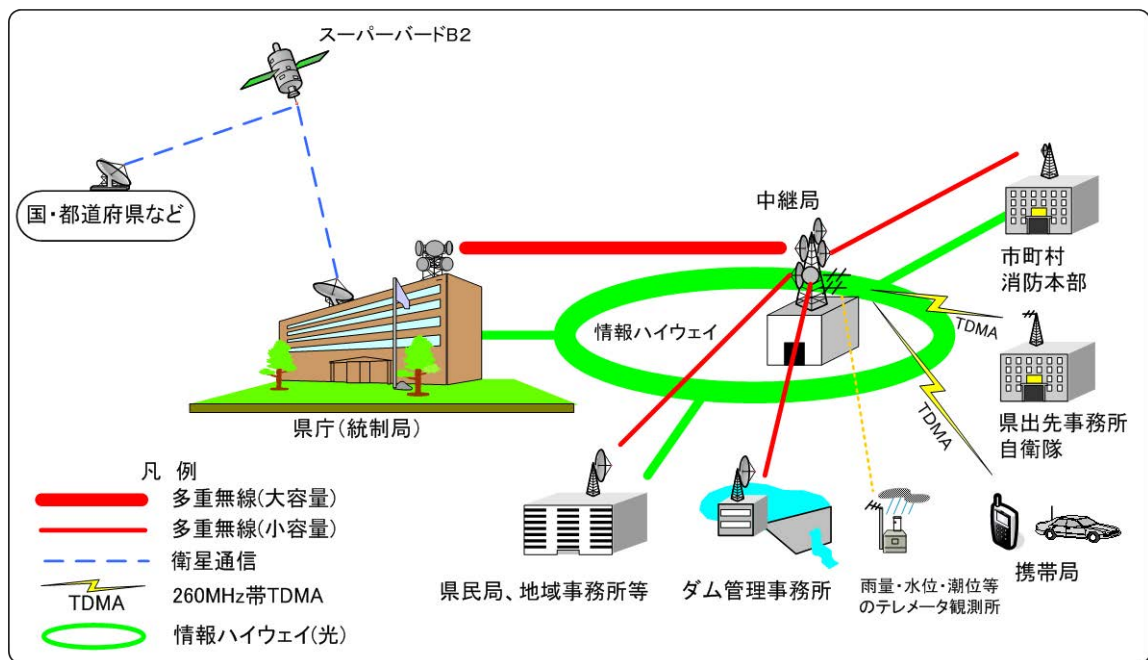 スーパーバードB2
国・都道府県など
中継局
市町村
消防本部
情報ハイウェイ
TDMA
TDMA
県出先事務所
自衛隊
県庁(統制局)
凡 例
多重無線(大容量)
多重無線(小容量)
衛星通信
TDMA
260MHz帯TDMA
情報ハイウェイ(光)
県民局、地域事務所等
ダム管理事務所
雨量・水位・潮位等
のテレメータ観測所
携帯局